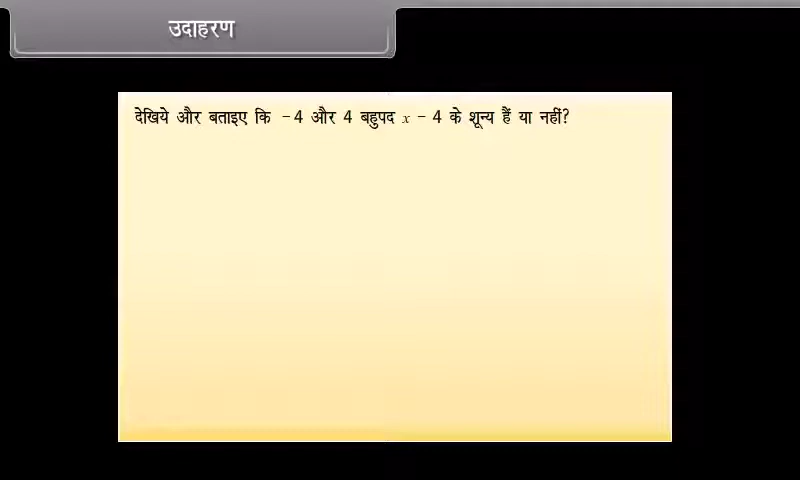 उदाहरण
देखिये और बताइए कि -4 और 4 बहुपद x - 4 के शून्य हैं या नहीं?